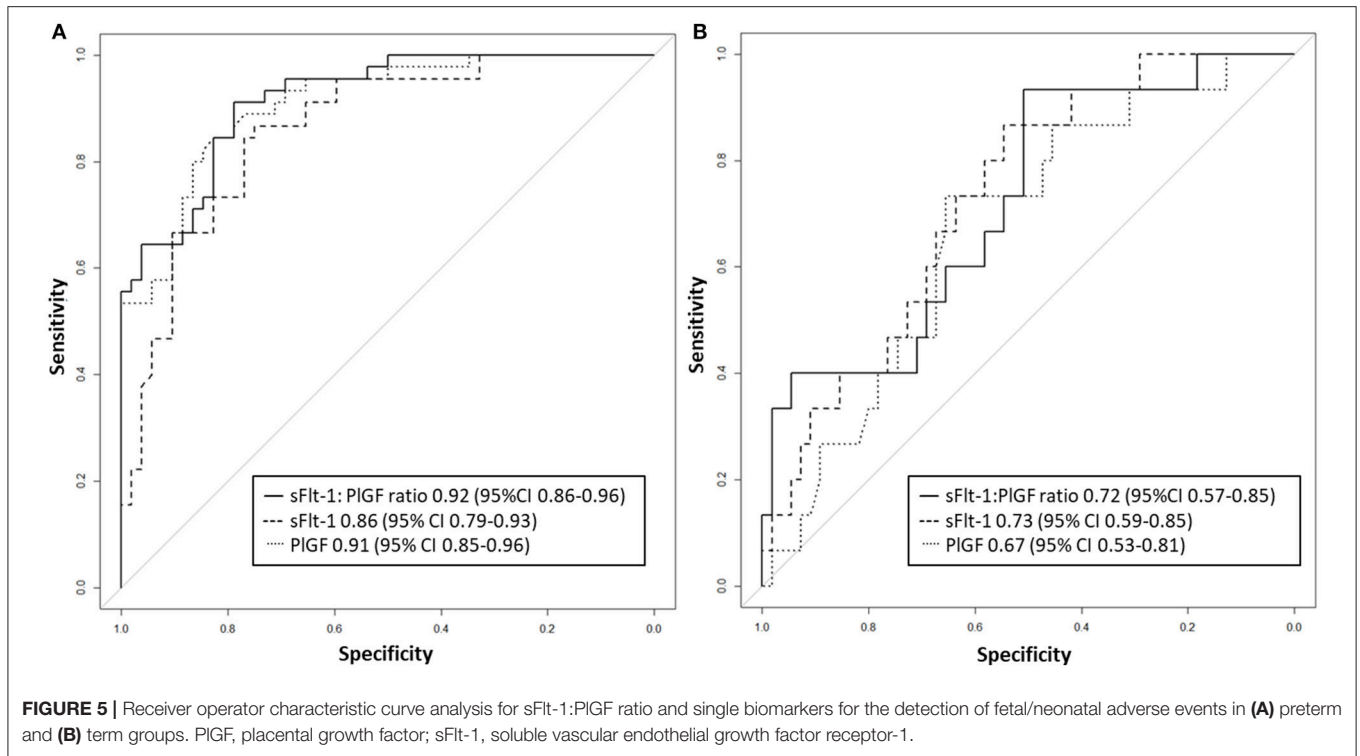 A
1.0
0.8
0.6
0.4
0.2
0.0
Sensitivity
sFlt-1: PlGF ratio 0.92 (95%CI 0.86-0.96)
sFlt-1 0.86 (95% CI 0.79-0.93)
PlGF 0.91 (95% CI 0.85-0.96)
1.0 0.8 0.6 0.4 0.2 0.0
Specificity
B
1.0
0.8
0.6
0.4
0.2
0.0
Sensitivity
sFlt-1:PlGF ratio 0.72 (95%CI 0.57-0.85)
sFlt-1 0.73 (95% CI 0.59-0.85)
PlGF 0.67 (95% CI 0.53-0.81)
1.0 0.8 0.6 0.4 0.2 0.0
Specificity
FIGURE 5 | Receiver operator characteristic curve analysis for sFlt-1:PlGF ratio and single biomarkers for the detection of fetal/neonatal adverse events in (A) preterm
and (B) term groups. PlGF, placental growth factor; sFlt-1, soluble vascular endothelial growth factor receptor-1.